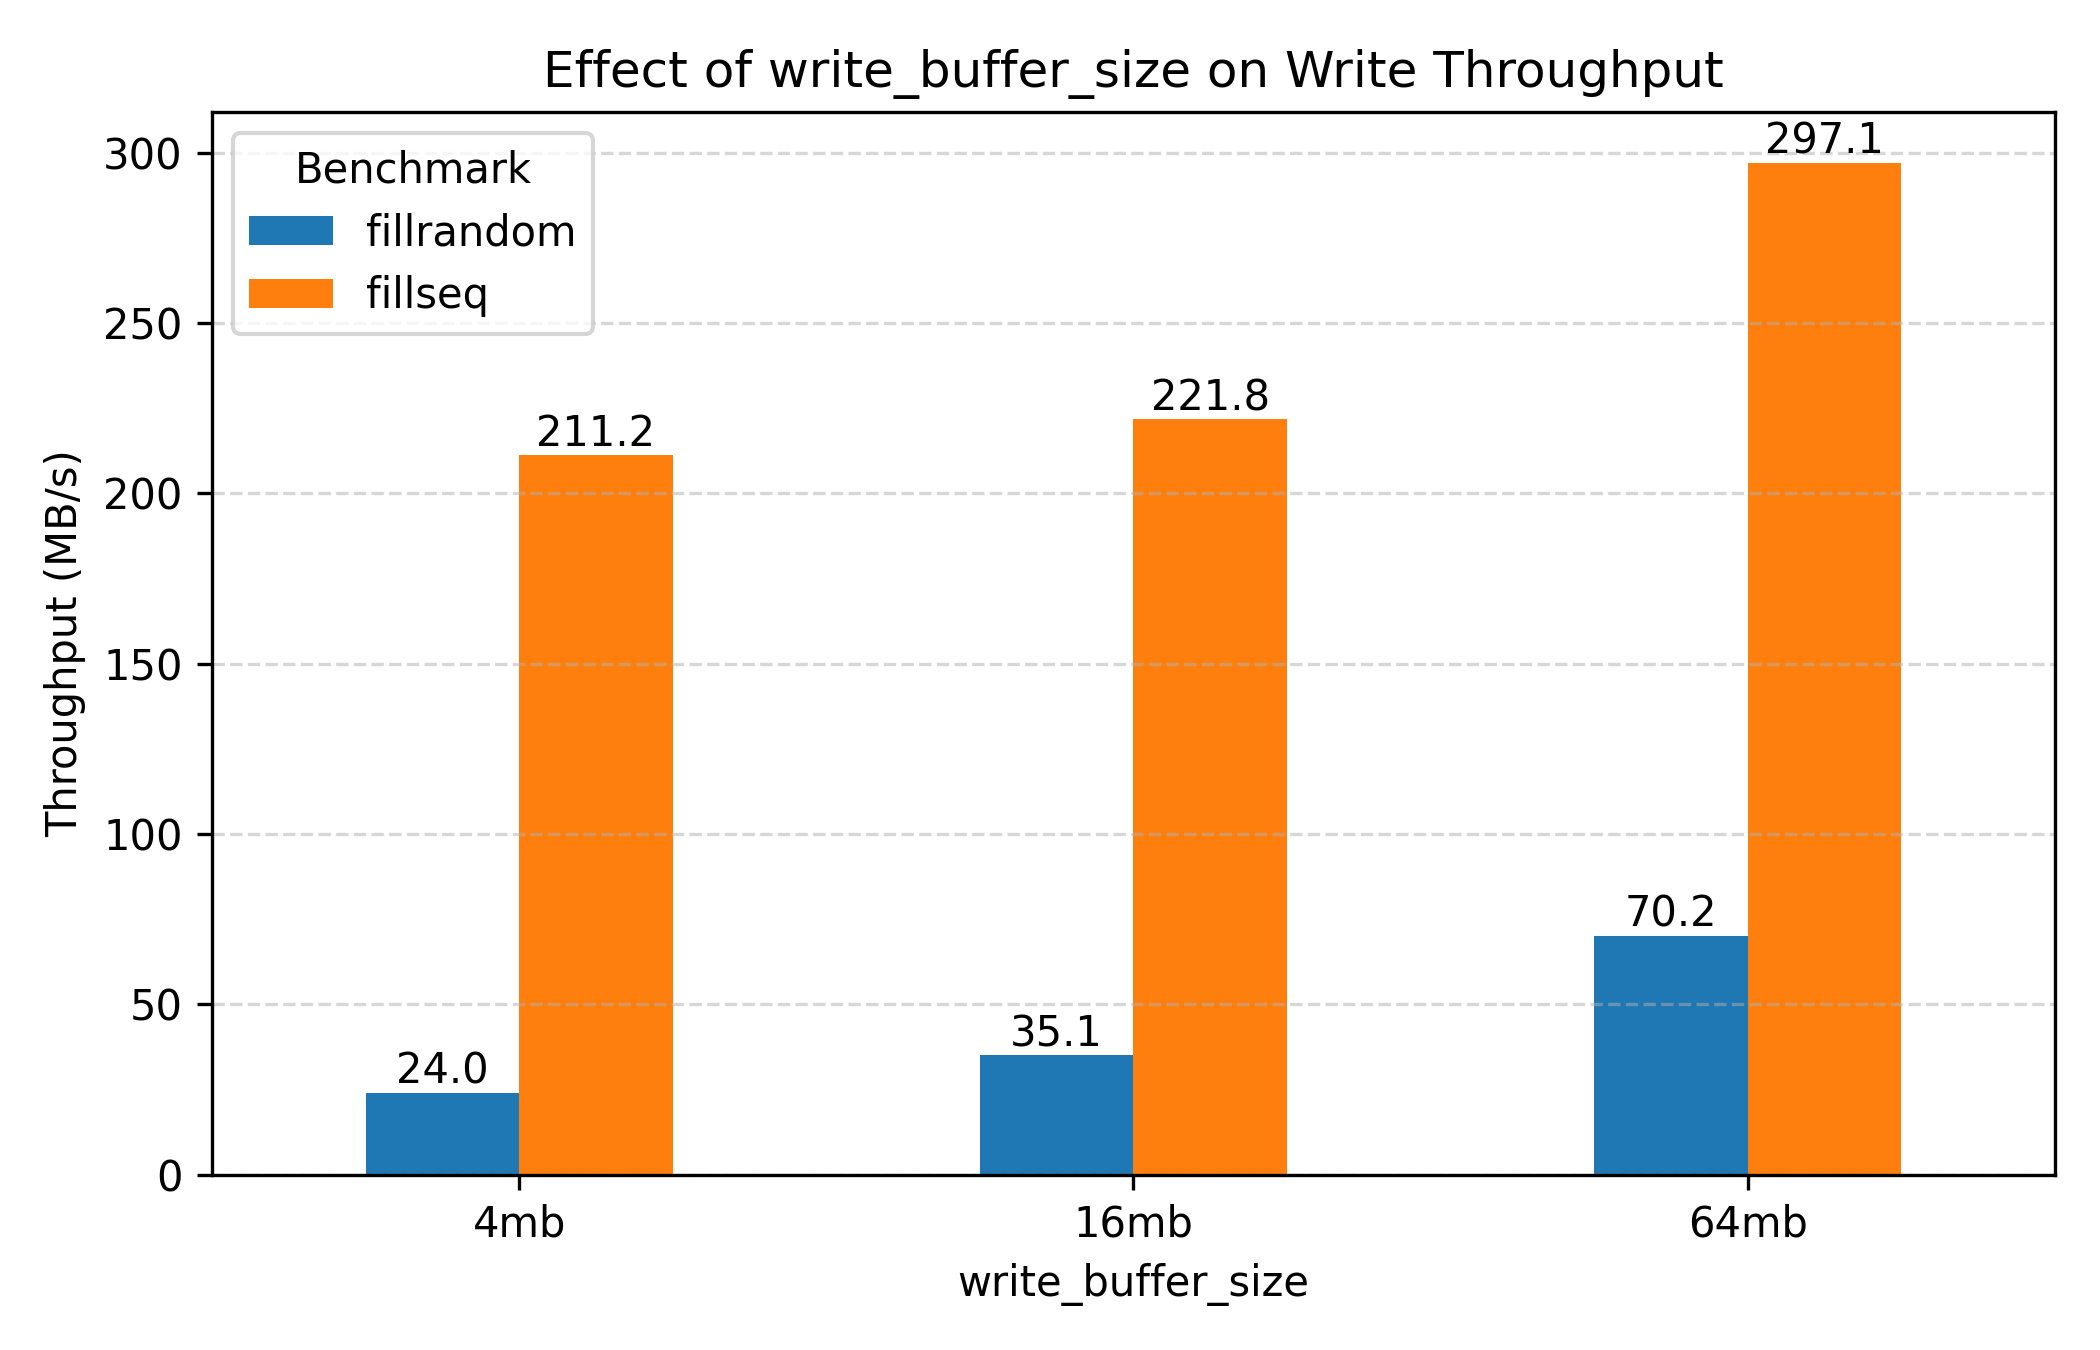 Effect of write_buffer_size on Write Throughput
Benchmark
fillrandom
fillseq
Throughput (MB/s)
300
250
200
150
100
50
0
24.0
211.2
35.1
221.8
70.2
297.1
4mb
16mb
64mb
write_buffer_size